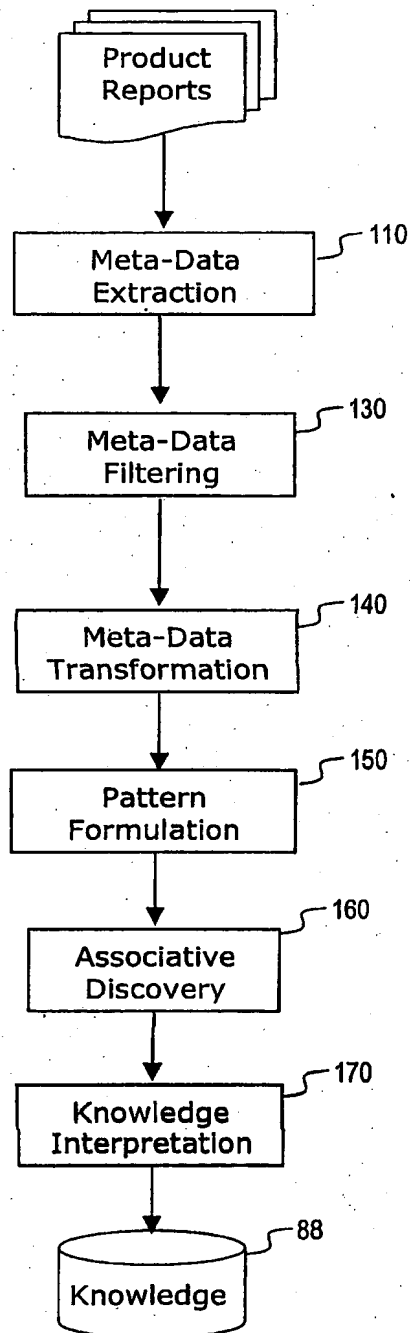 Product
Reports
110
Meta-Data
Extraction
130
Meta-Data
Filtering
140
Meta-Data
Transformation
150
Pattern
Formulation
160
Associative
Discovery
170
Knowledge
Interpretation
88
Knowledge